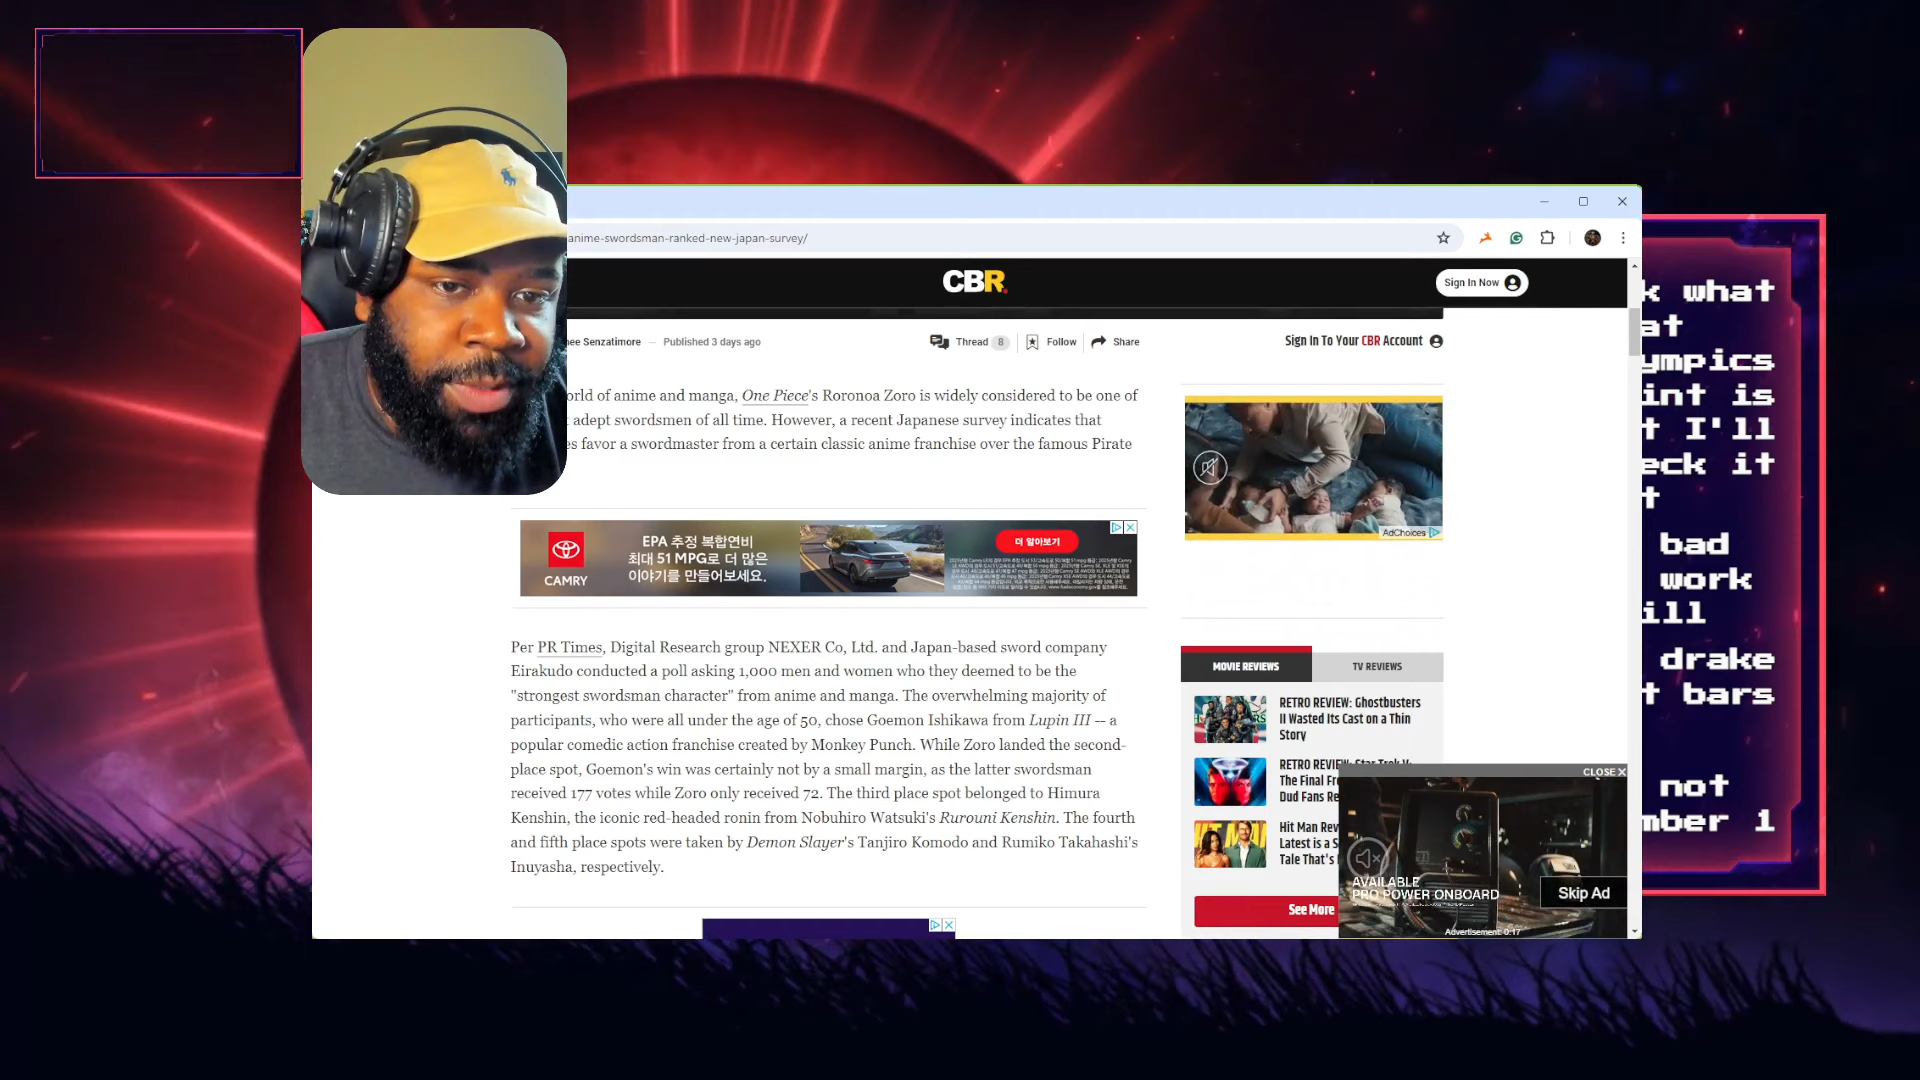 anime-swordsman-ranked-new-japan-survey/
CBR
Sign In Now
Senzatimore — Published 3 days ago
Thread 8
Follow
Share
Sign In To Your CBR Account
of anime and manga, One Piece's Roronoa Zoro is widely considered to be one of
adept swordsmen of all time. However, a recent Japanese survey indicates that
favor a swordmaster from a certain classic anime franchise over the famous Pirate
AdChoices
CAMRY
EPA 추정 복합연비
최대 51 MPG로 더 많은
이야기를 만들어보세요.
더 알아보기
Per PR Times, Digital Research group NEXER Co, Ltd. and Japan-based sword company
Eirakudo conducted a poll asking 1,000 men and women who they deemed to be the
"strongest swordsman character" from anime and manga. The overwhelming majority of
participants, who were all under the age of 50, chose Goemon Ishikawa from Lupin III -- a
popular comedic action franchise created by Monkey Punch. While Zoro landed the second-
place spot, Goemon's win was certainly not by a small margin, as the latter swordsman
received 177 votes while Zoro only received 72. The third place spot belonged to Himura
Kenshin, the iconic red-headed ronin from Nobuhiro Watsuki's Rurouni Kenshin. The fourth
and fifth place spots were taken by Demon Slayer's Tanjiro Komodo and Rumiko Takahashi's
Inuyasha, respectively.
MOVIE REVIEWS
TV REVIEWS
RETRO REVIEW: Ghostbusters
II Wasted Its Cast on a Thin
Story
RETRO REVIEW: Star Trek V:
The Final
Dud Fans
Hit Man
Latest is a
Tale That's
See More
CLOSE X
AVAILABLE
PRO POWER ONBOARD
Skip Ad
Advertisement: 0:17
what
is
I'll
it
bad
work
drake
bars
not
1